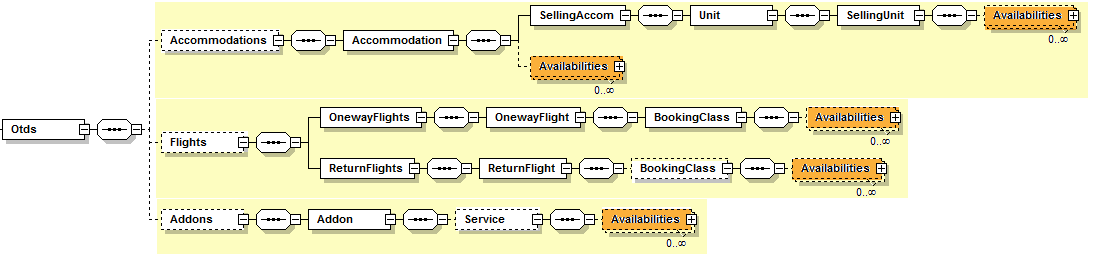 SellingAccom Unit SellingUnit Availabilities
0..∞
Accommodations Accommodation
Availabilities
0..∞
OnewayFlights OnewayFlight BookingClass Availabilities
0..∞
Otds
Flights
ReturnFlights ReturnFlight BookingClass Availabilities
0..∞
Addons Addon Service Availabilities
0..∞